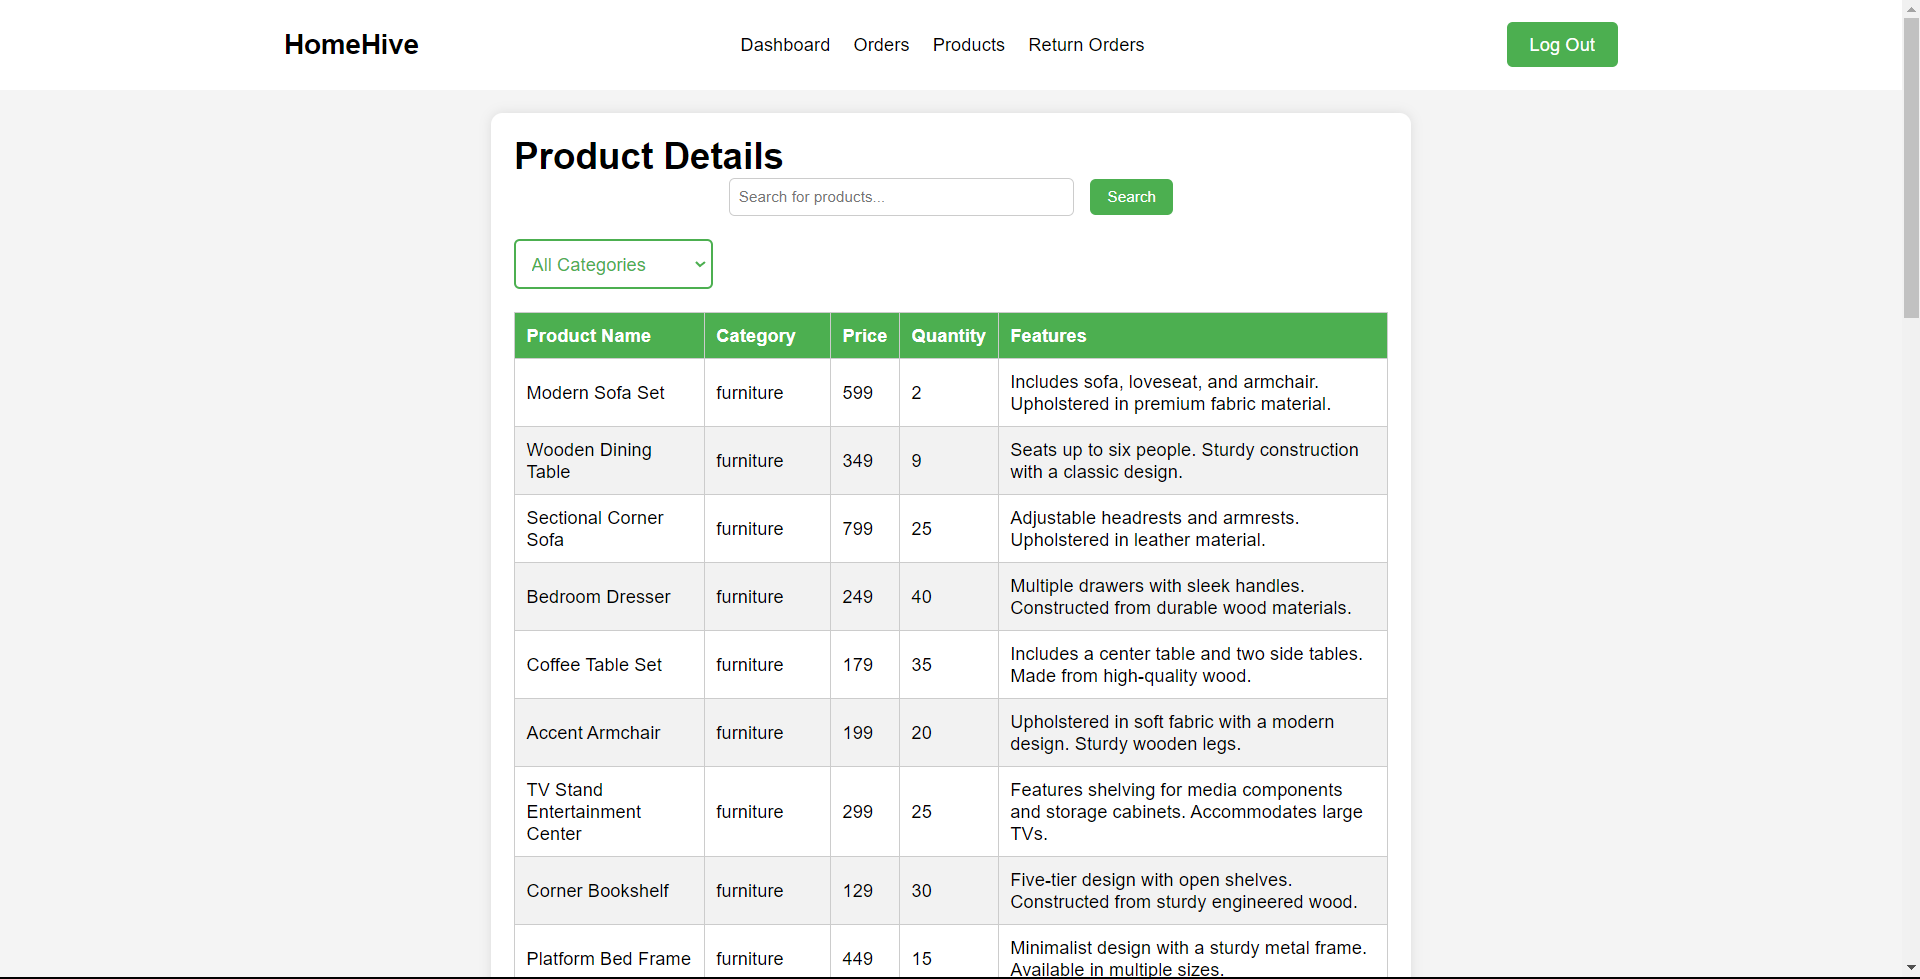 HomeHive
Dashboard Orders Products Return Orders
Log Out
Product Details
Search for products...
Search
All Categories
Product Name Category Price Quantity Features
Modern Sofa Set furniture 599 2 Includes sofa, loveseat, and armchair.
Upholstered in premium fabric material.
Wooden Dining
Table furniture 349 9 Seats up to six people. Sturdy construction
with a classic design.
Sectional Corner
Sofa furniture 799 25 Adjustable headrests and armrests.
Upholstered in leather material.
Bedroom Dresser furniture 249 40 Multiple drawers with sleek handles.
Constructed from durable wood materials.
Coffee Table Set furniture 179 35 Includes a center table and two side tables.
Made from high-quality wood.
Accent Armchair furniture 199 20 Upholstered in soft fabric with a modern
design. Sturdy wooden legs.
TV Stand
Entertainment
Center furniture 299 25 Features shelving for media components
and storage cabinets. Accommodates large
TVs.
Corner Bookshelf furniture 129 30 Five-tier design with open shelves.
Constructed from sturdy engineered wood.
Platform Bed Frame furniture 449 15 Minimalist design with a sturdy metal frame.
Available in multiple sizes.